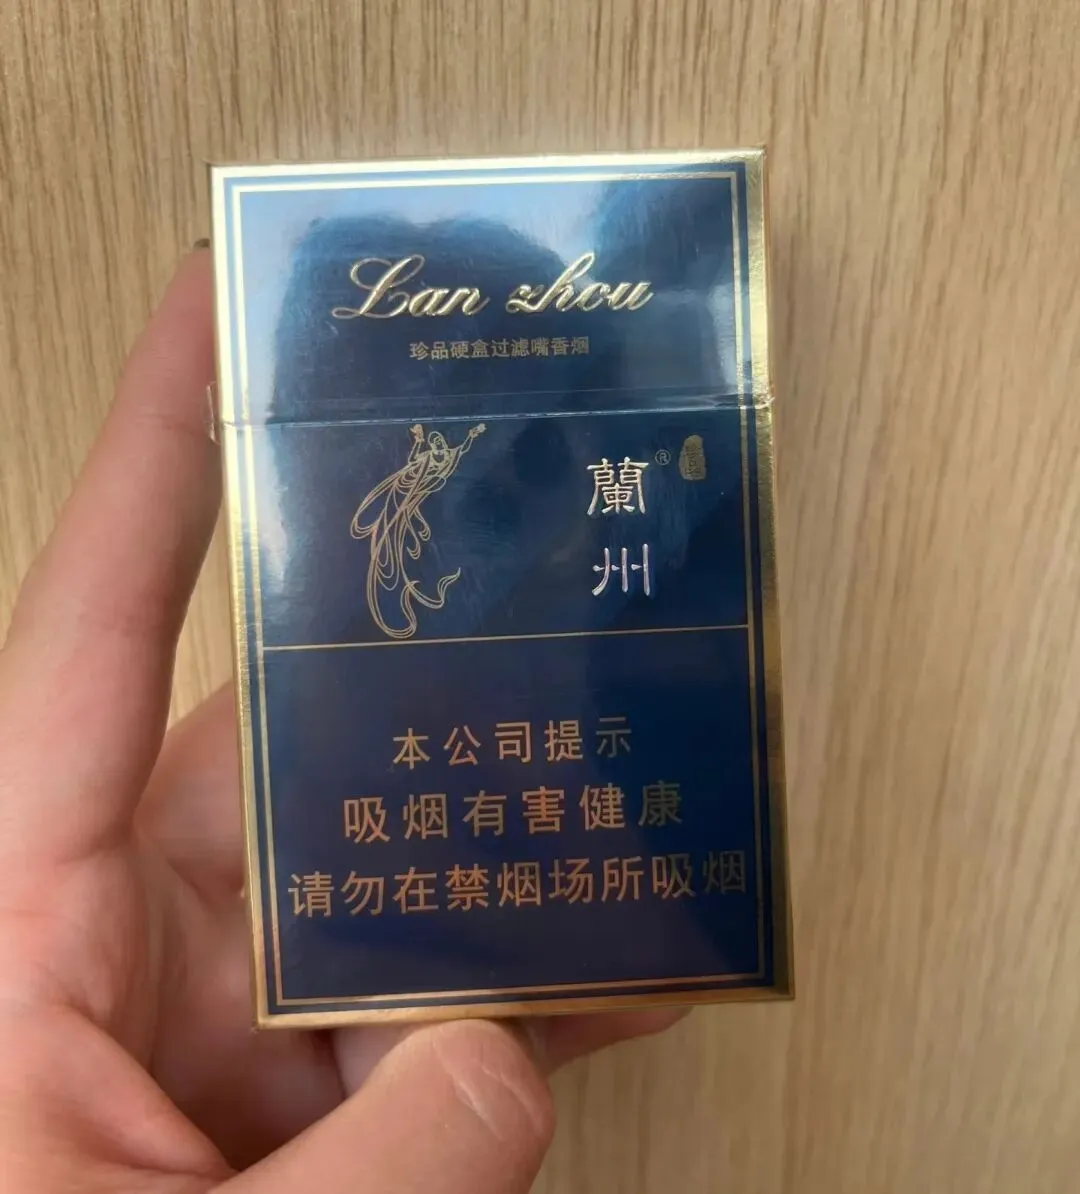 Lan zhou
珍品硬盒过滤嘴香烟
蘭®
州
本公司提示
吸烟有害健康
请勿在禁烟场所吸烟